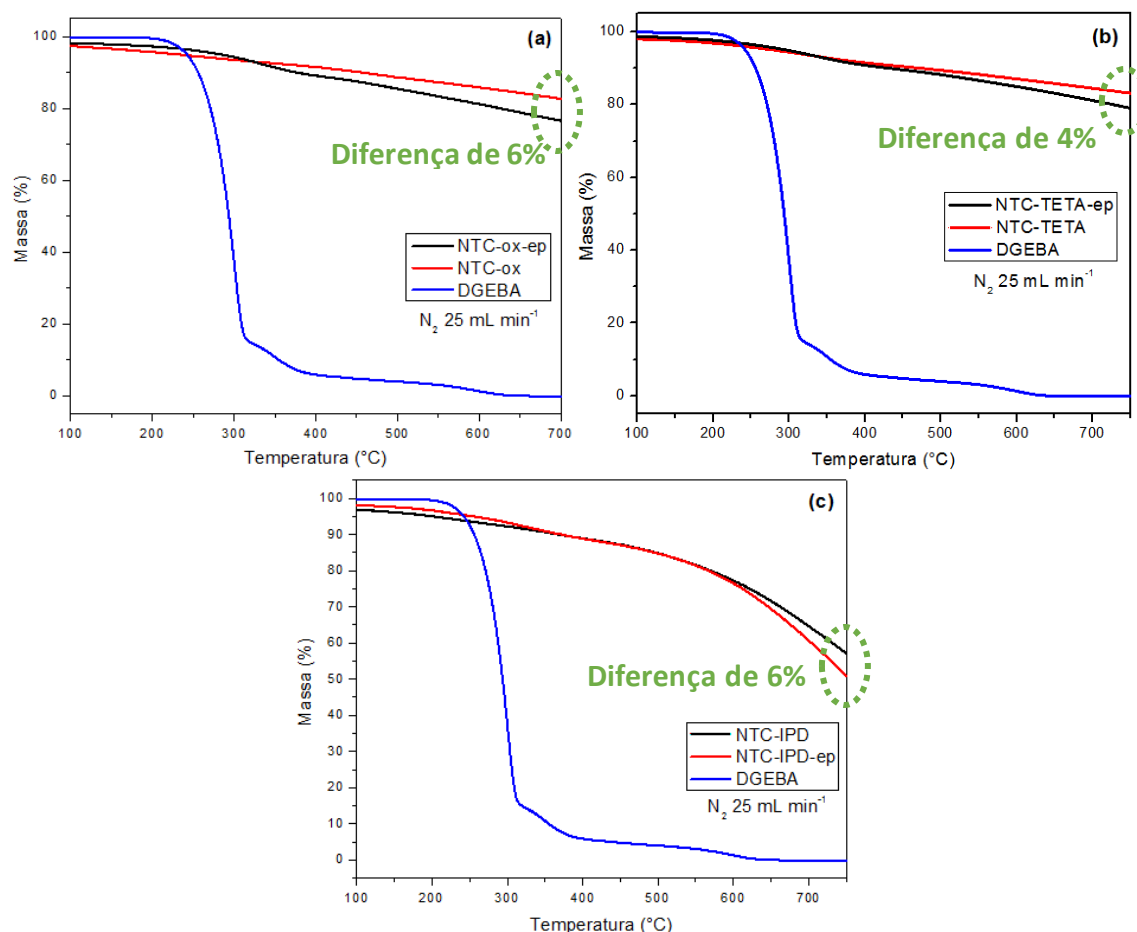 (a)
100
80
60
40
20
0
Massa (%)
Diferença de 6%
NTC-ox-ep
NTC-ox
DGEBA
N₂ 25 mL min⁻¹
100 200 300 400 500 600 700
Temperatura (°C)
(b)
100
80
60
40
20
0
Massa (%)
Diferença de 4%
NTC-TETA-ep
NTC-TETA
DGEBA
N₂ 25 mL min⁻¹
100 200 300 400 500 600 700
Temperatura (°C)
(c)
100
90
80
70
60
50
40
30
20
10
0
Massa (%)
Diferença de 6%
NTC-IPD
NTC-IPD-ep
DGEBA
N₂ 25 mL min⁻¹
100 200 300 400 500 600 700
Temperatura (°C)